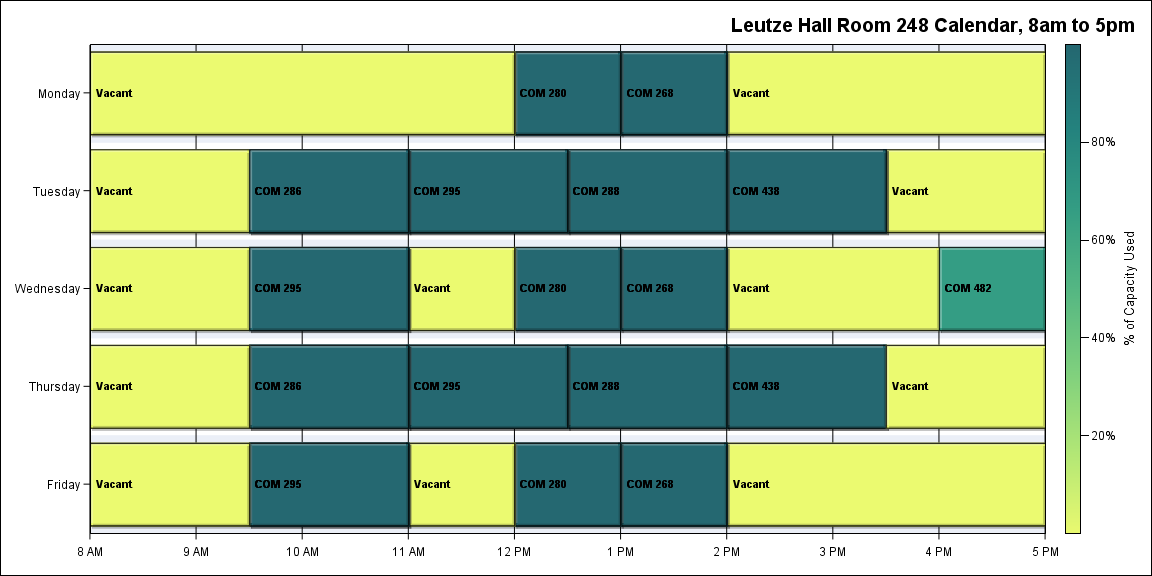 Leutze Hall Room 248 Calendar, 8am to 5pm
Monday
Vacant
COM 280
COM 268
Vacant
Tuesday
Vacant
COM 286
COM 295
COM 288
COM 438
Vacant
Wednesday
Vacant
COM 295
Vacant
COM 280
COM 268
Vacant
COM 482
Thursday
Vacant
COM 286
COM 295
COM 288
COM 438
Vacant
Friday
Vacant
COM 295
Vacant
COM 280
COM 268
Vacant
8 AM
9 AM
10 AM
11 AM
12 PM
1 PM
2 PM
3 PM
4 PM
5 PM
80%
60%
40%
20%
% of Capacity Used